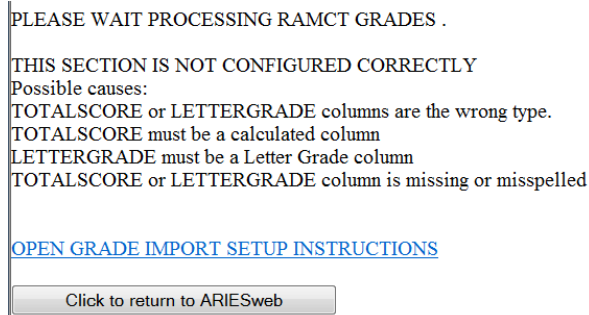 PLEASE WAIT PROCESSING RAMCT GRADES .
THIS SECTION IS NOT CONFIGURED CORRECTLY
Possible causes:
TOTALSCORE or LETTERGRADE columns are the wrong type.
TOTALSCORE must be a calculated column
LETTERGRADE must be a Letter Grade column
TOTALSCORE or LETTERGRADE column is missing or misspelled
OPEN GRADE IMPORT SETUP INSTRUCTIONS
Click to return to ARIESweb